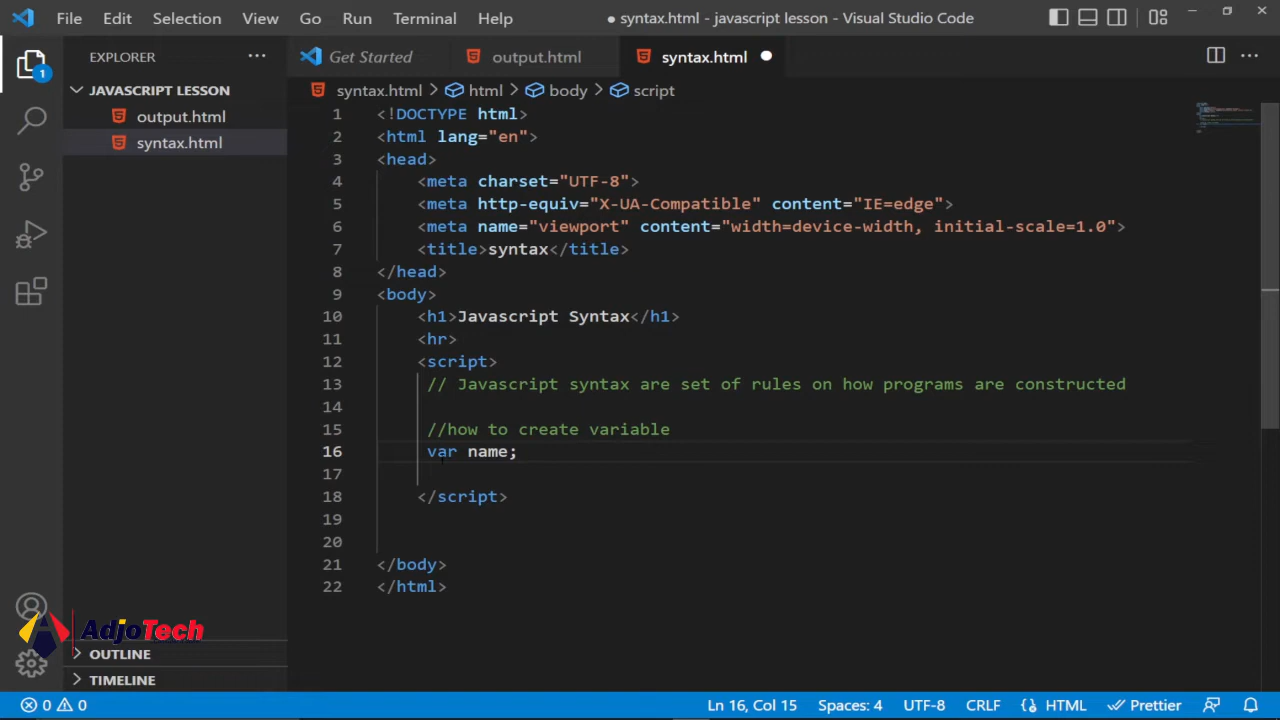 File Edit Selection View Go Run Terminal Help ● syntax.html - javascript lesson - Visual Studio Code
EXPLORER
Get Started output.html syntax.html
1
JAVASCRIPT LESSON
output.html
syntax.html
syntax.html > html > body > script
1 <!DOCTYPE html>
2 <html lang="en">
3 <head>
4 <meta charset="UTF-8">
5 <meta http-equiv="X-UA-Compatible" content="IE=edge">
6 <meta name="viewport" content="width=device-width, initial-scale=1.0">
7 <title>syntax</title>
8 </head>
9 <body>
10 <h1>Javascript Syntax</h1>
11 <hr>
12 <script>
13 // Javascript syntax are set of rules on how programs are constructed
14
15 //how to create variable
16 var name;
17
18 </script>
19
20
21 </body>
22 </html>
AdjoTech
OUTLINE
TIMELINE
0 0 Ln 16, Col 15 Spaces: 4 UTF-8 CRLF HTML Prettier